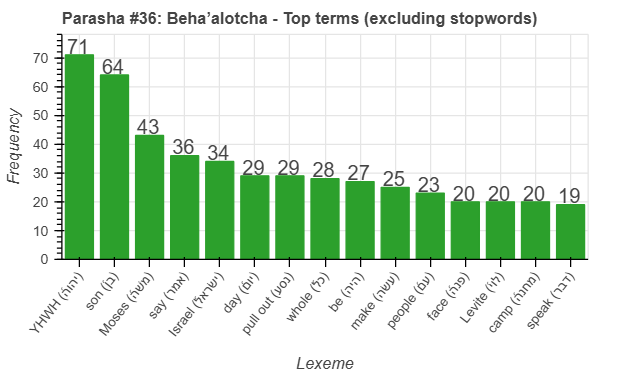 Parasha #36: Beha’alotcha - Top terms (excluding stopwords)
Frequency
70
60
50
40
30
20
10
0
71
64
43
36
34
29
29
28
27
25
23
20
20
20
19
YHWH (יהוה)
son (בן)
Moses (משה)
say (אמר)
Israel (ישראל)
day (יום)
pull out (נסע)
whole (כל)
be (היה)
make (עשה)
people (עם)
face (פנה)
Levite (לוי)
camp (מחנה)
speak (דבר)
Lexeme